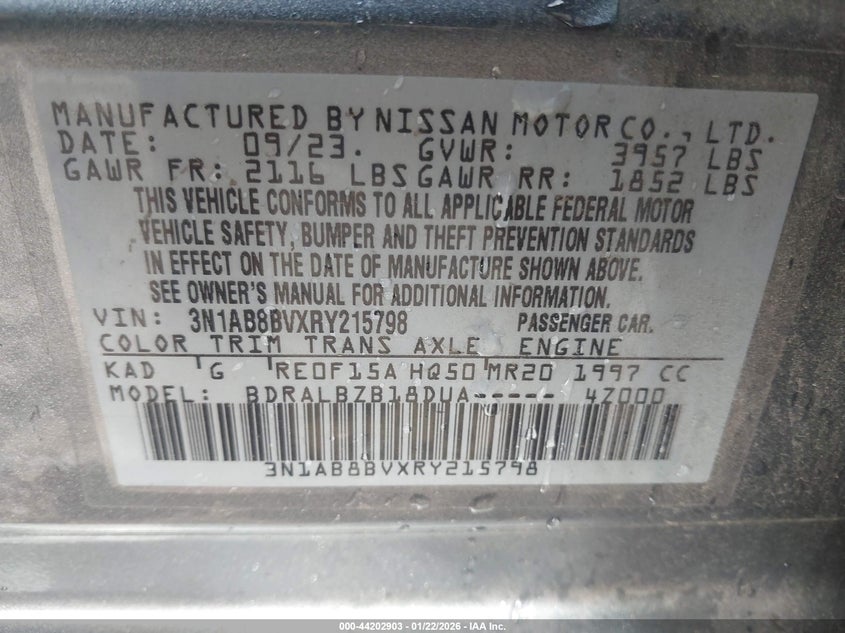 MANUFACTURED BY NISSAN MOTOR CO., LTD.
DATE: 09/23. GVWR: 3957 LBS
GAWR FR: 2116 LBS GAWR RR: 1852 LBS
THIS VEHICLE CONFORMS TO ALL APPLICABLE FEDERAL MOTOR
VEHICLE SAFETY, BUMPER AND THEFT PREVENTION STANDARDS
IN EFFECT ON THE DATE OF MANUFACTURE SHOWN ABOVE.
SEE OWNER'S MANUAL FOR ADDITIONAL INFORMATION.
VIN: 3N1AB8BVXRY215798 PASSENGER CAR.
COLOR TRIM TRANS AXLE ENGINE
KAD G RE0F15A HQ50 MR20 1997 CC
MODEL: BDRALBZB18DUA----- 4Z000
3N1AB8BVXRY215798
000-44202903 - 01/22/2026 - IAA Inc.